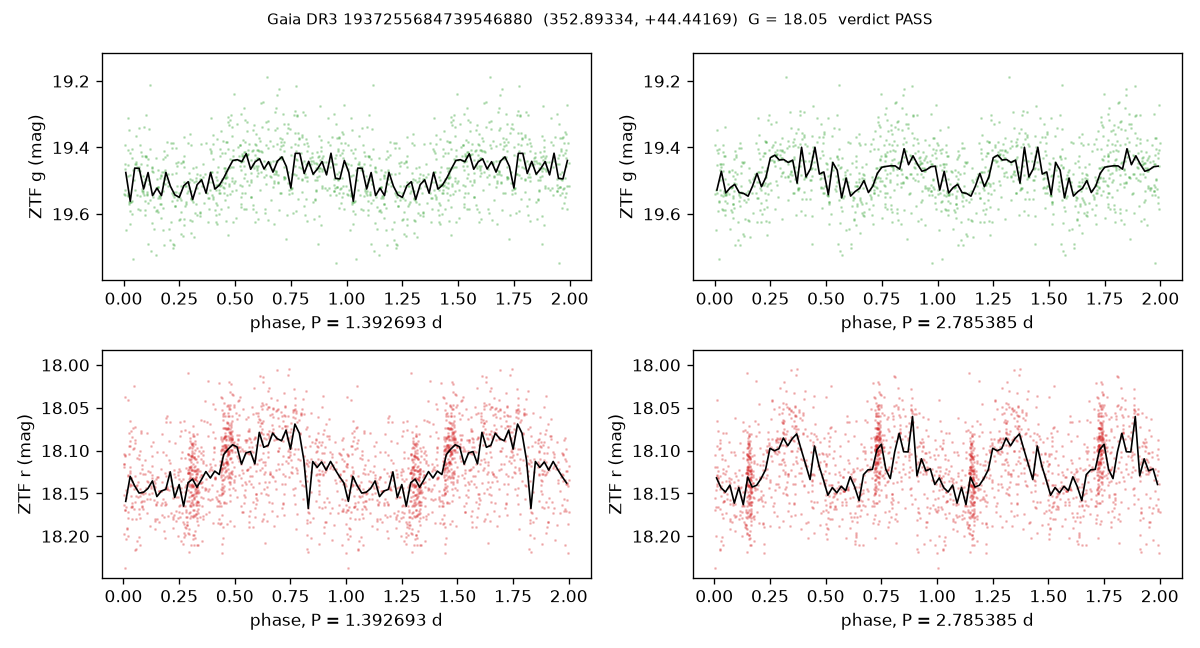 Gaia DR3 1937255684739546880 (352.89334, +44.44169) G = 18.05 verdict PASS
ZTF g (mag)
19.2
19.4
19.6
0.00 0.25 0.50 0.75 1.00 1.25 1.50 1.75 2.00
phase, P = 1.392693 d
ZTF g (mag)
19.2
19.4
19.6
0.00 0.25 0.50 0.75 1.00 1.25 1.50 1.75 2.00
phase, P = 2.785385 d
ZTF r (mag)
18.00
18.05
18.10
18.15
18.20
0.00 0.25 0.50 0.75 1.00 1.25 1.50 1.75 2.00
phase, P = 1.392693 d
ZTF r (mag)
18.00
18.05
18.10
18.15
18.20
0.00 0.25 0.50 0.75 1.00 1.25 1.50 1.75 2.00
phase, P = 2.785385 d